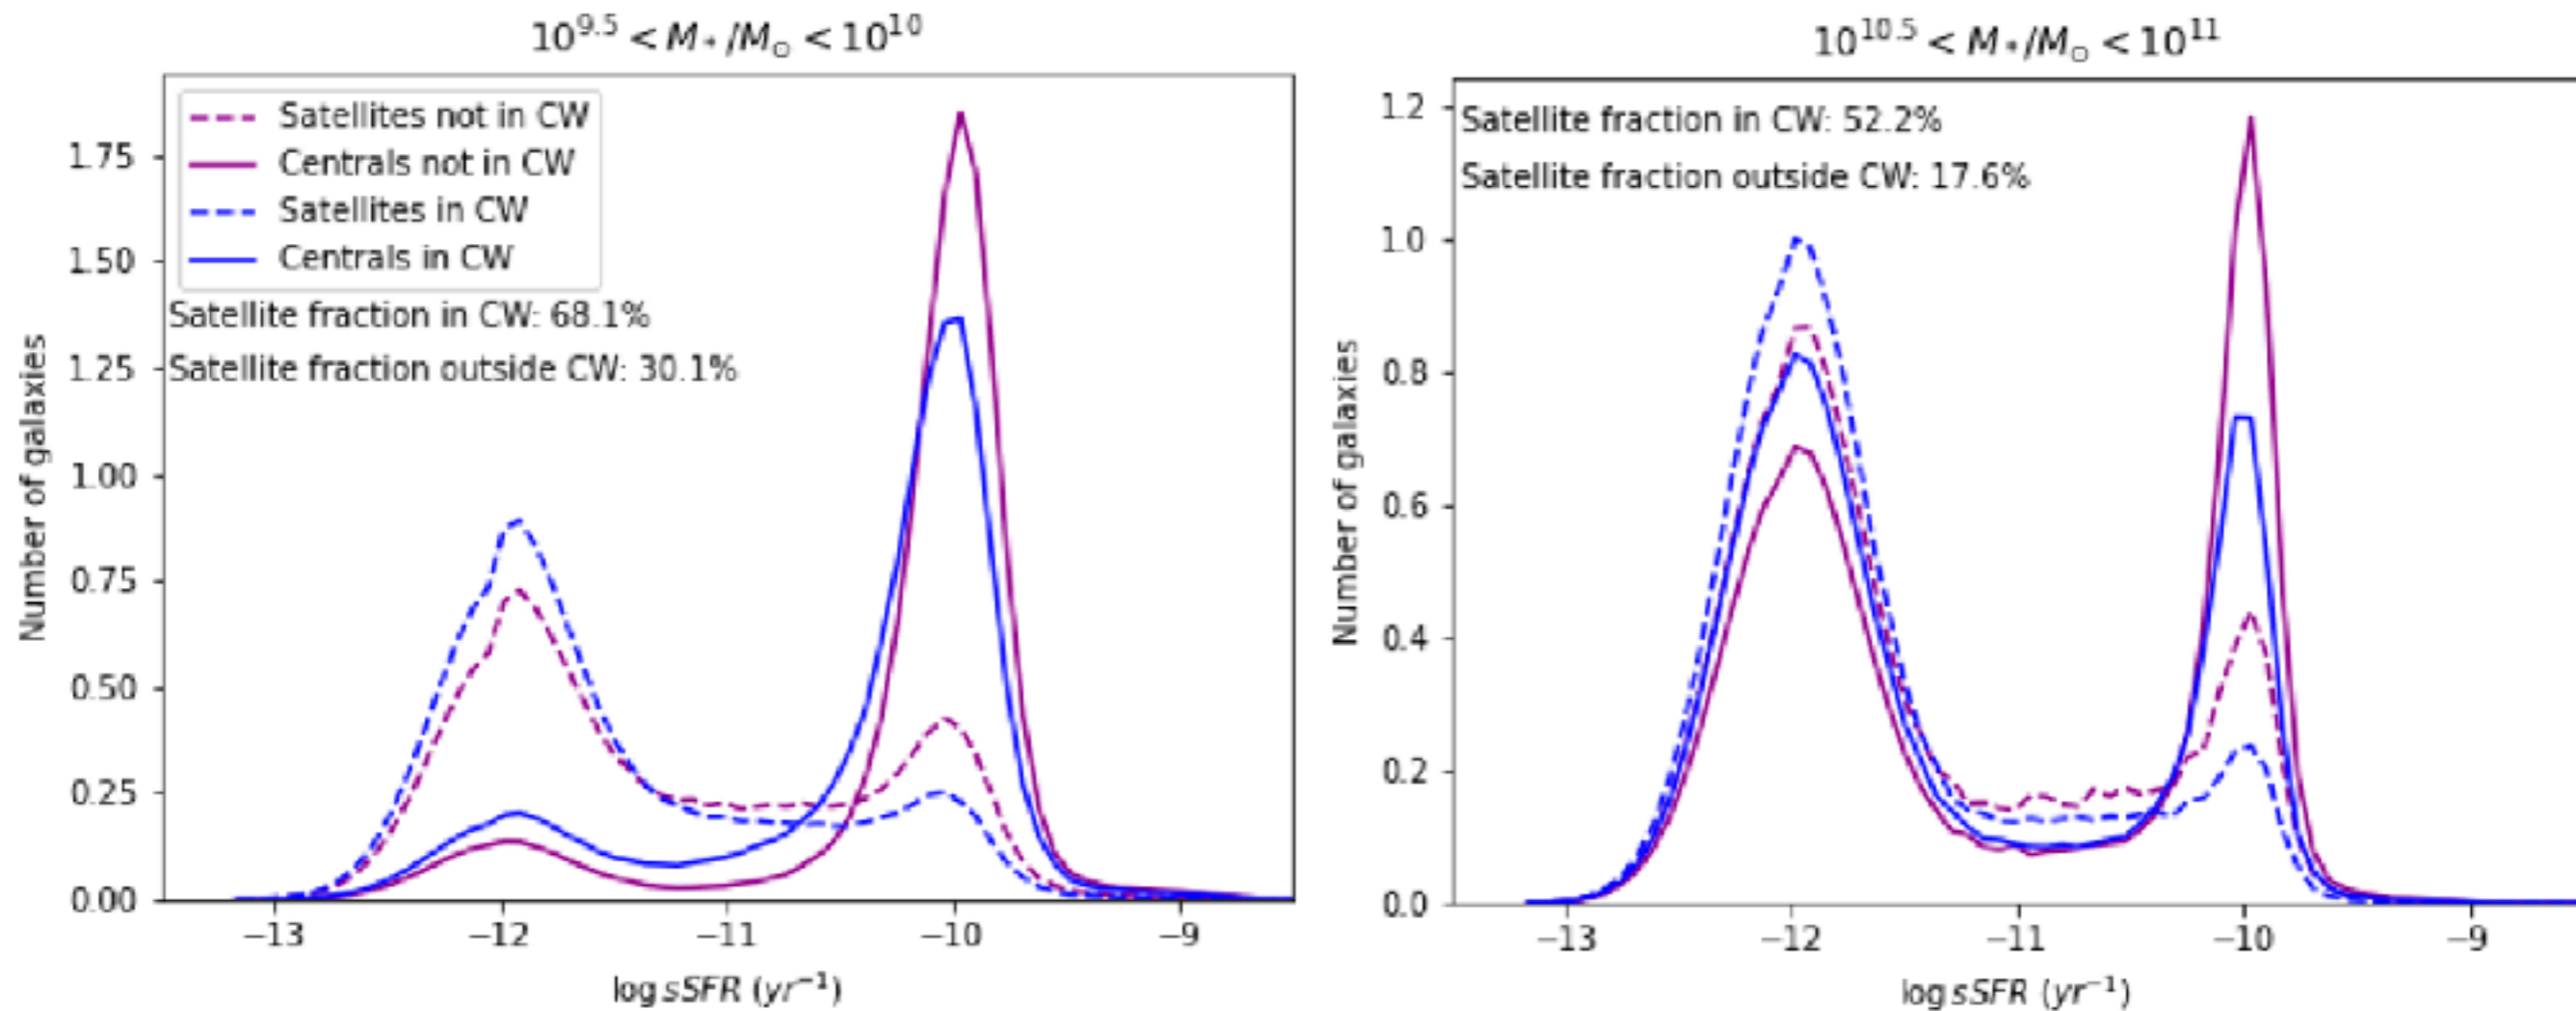 10^{9.5} < M_*/M_⊙ < 10^{10}
Satellites not in CW
Centrals not in CW
Satellites in CW
Centrals in CW
Satellite fraction in CW: 68.1%
Satellite fraction outside CW: 30.1%
Number of galaxies
1.75
1.50
1.25
1.00
0.75
0.50
0.25
0.00
−13
−12
−11
−10
−9
log sSFR (yr⁻¹)
10^{10.5} < M_*/M_⊙ < 10^{11}
Satellite fraction in CW: 52.2%
Satellite fraction outside CW: 17.6%
Number of galaxies
1.2
1.0
0.8
0.6
0.4
0.2
0.0
−13
−12
−11
−10
−9
log sSFR (yr⁻¹)